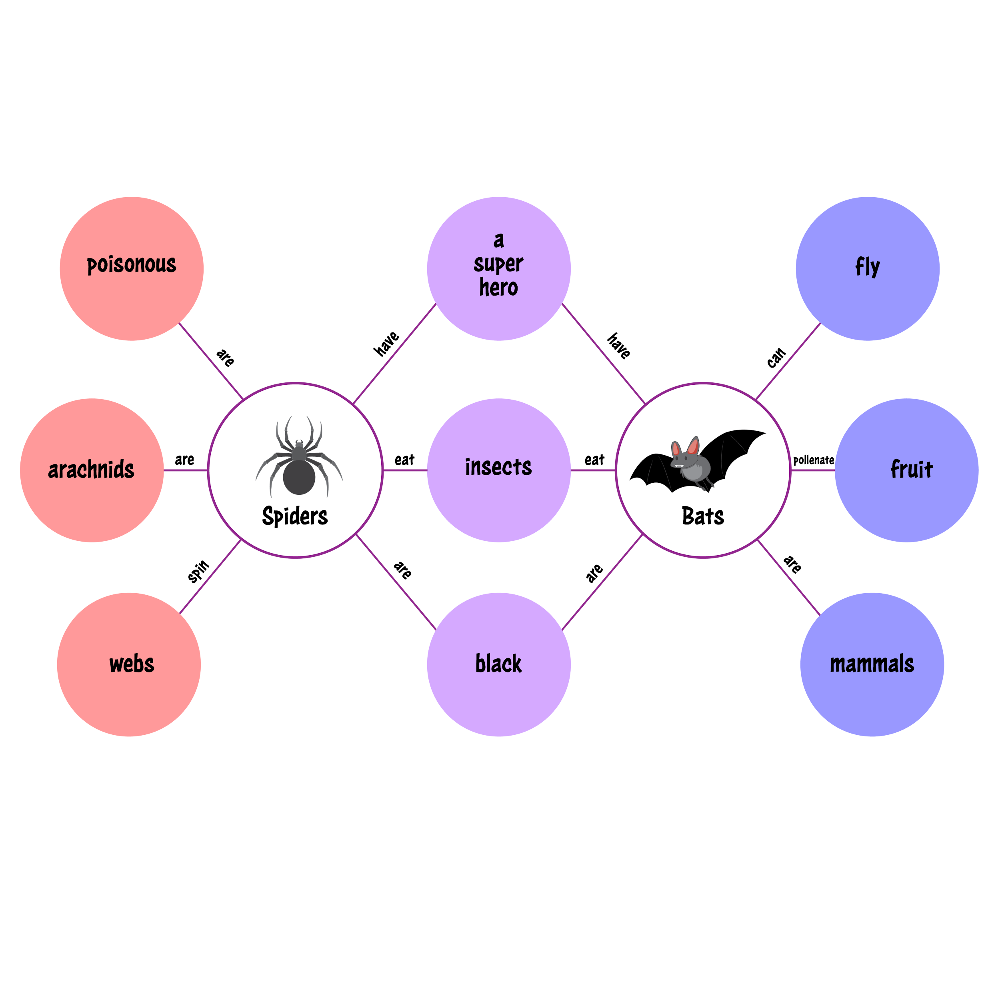 poisonous
a
super
hero
fly
are
have
have
can
arachnids
are
Spiders
eat
insects
eat
Bats
pollenate
fruit
spin
are
are
are
webs
black
mammals